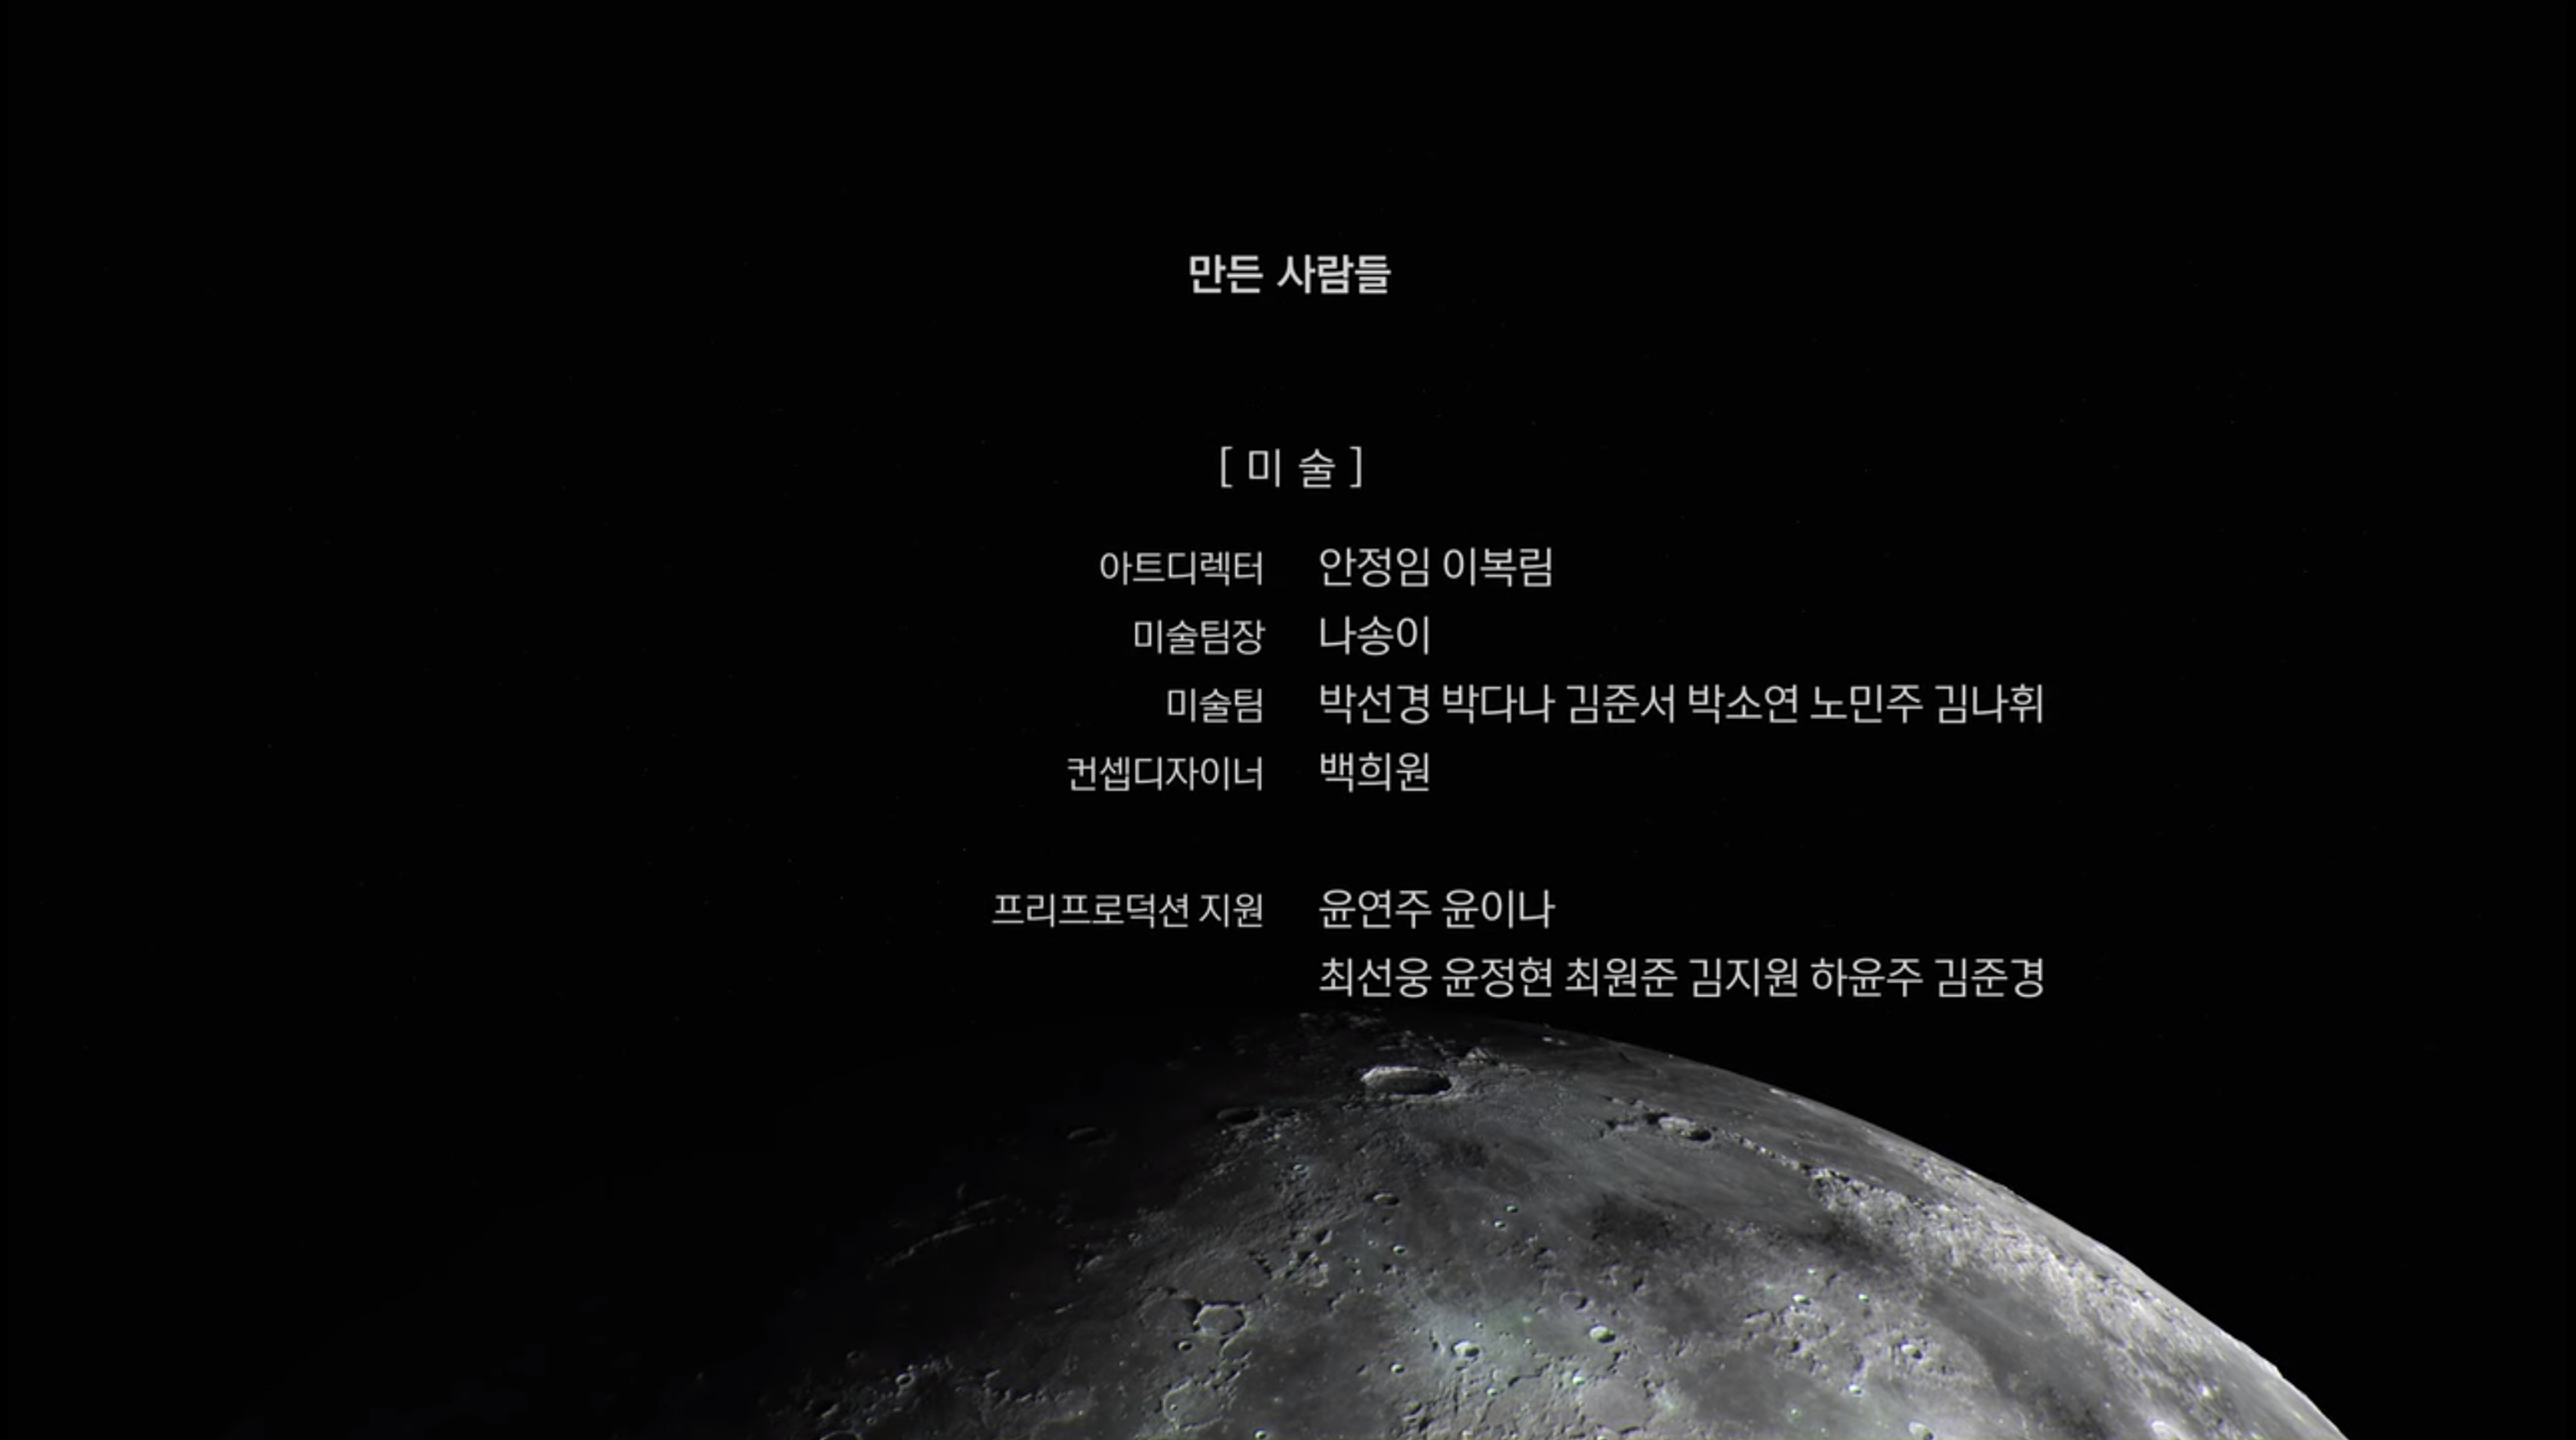 만든 사람들
[ 미 술 ]
아트디렉터 안정임 이복림
미술팀장 나송이
미술팀 박선경 박다나 김준서 박소연 노민주 김나휘
컨셉디자이너 백희원
프리프로덕션 지원 윤연주 윤이나
최선웅 윤정현 최원준 김지원 하윤주 김준경